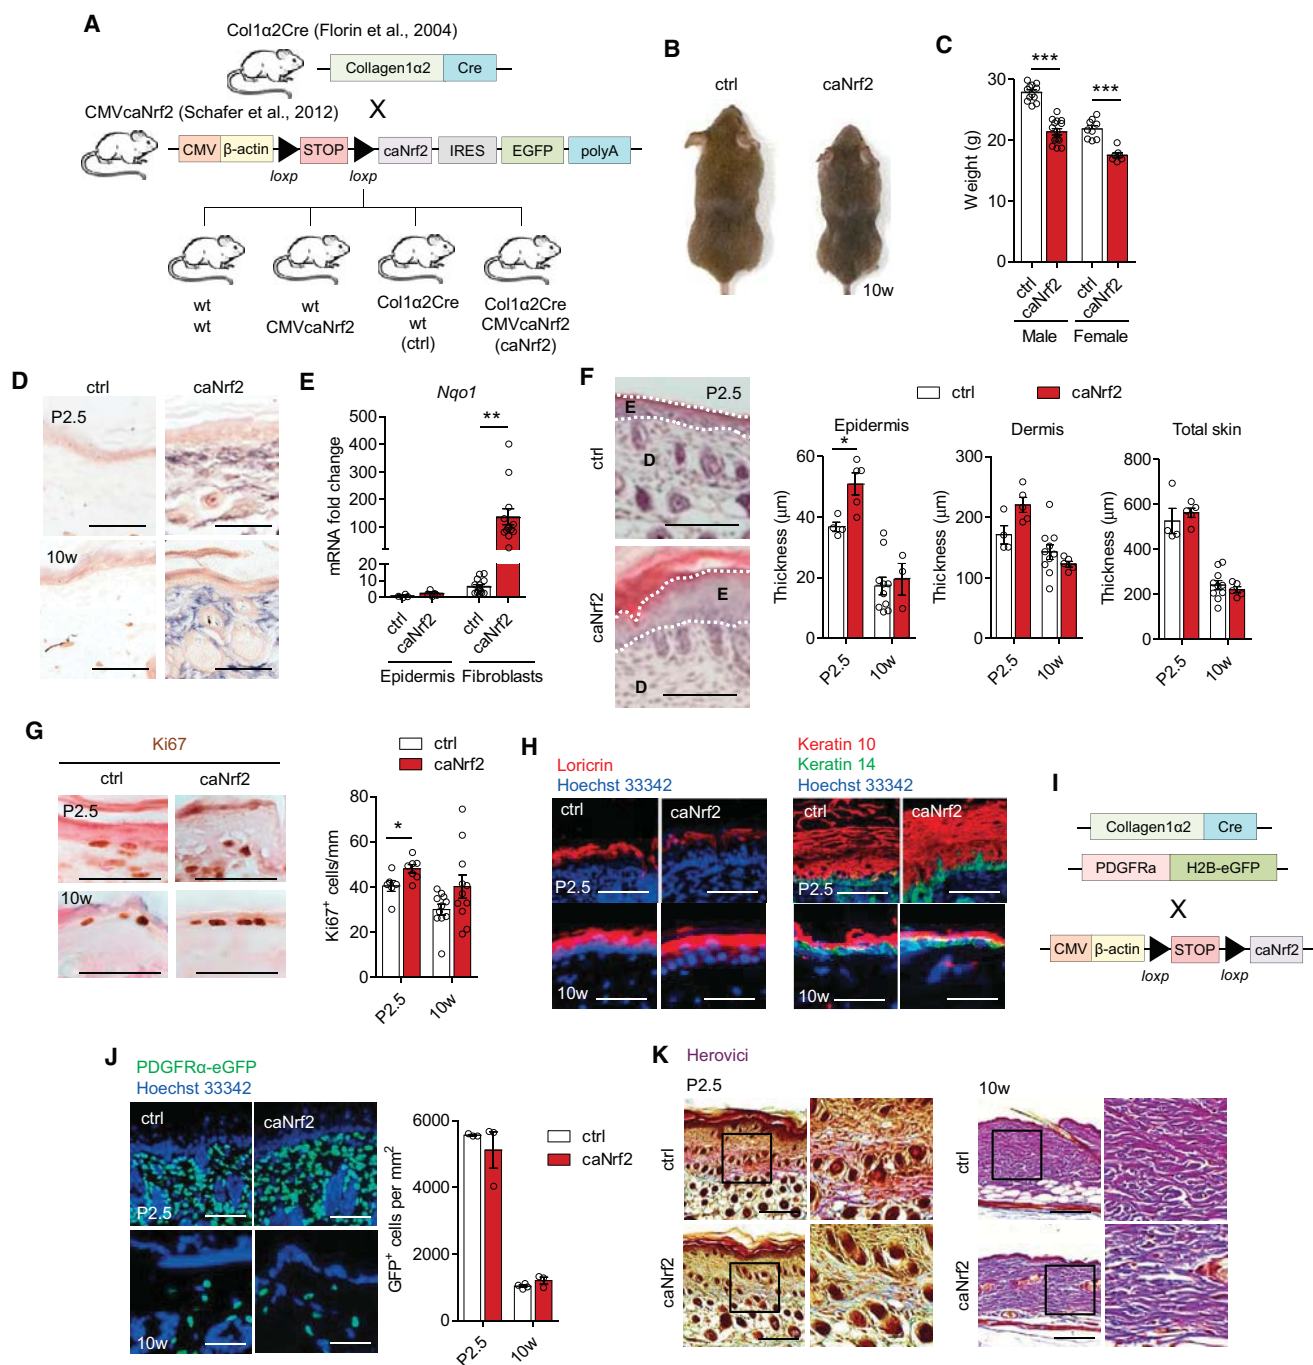 A
Col1α2Cre (Florin et al., 2004)
Collagen1α2 Cre
CMVcaNrf2 (Schafer et al., 2012) X
CMV β-actin STOP caNrf2 IRES EGFP polyA
loxp loxp
wt
wt
wt
CMVcaNrf2
Col1α2Cre
wt
(ctrl)
Col1α2Cre
CMVcaNrf2
(caNrf2)
B
ctrl caNrf2
10w
C
Weight (g)
30
20
10
0
*** ***
ctrl caNrf2 ctrl caNrf2
Male Female
D
ctrl caNrf2
P2.5
10w
E
Nqo1
mRNA fold change
500
400
300
200
100
20
10
0
**
ctrl caNrf2 ctrl caNrf2
Epidermis Fibroblasts
F
ctrl
P2.5
E
D
caNrf2
E
D
ctrl caNrf2
Epidermis
Thickness (µm)
60
40
20
0
*
P2.5 10w
Dermis
Thickness (µm)
300
200
100
0
P2.5 10w
Total skin
Thickness (µm)
800
600
400
200
0
P2.5 10w
G
Ki67
ctrl caNrf2
P2.5
10w
ctrl
caNrf2
Ki67+ cells/mm
80
60
40
20
0
*
P2.5 10w
H
Loricrin
Hoechst 33342
ctrl caNrf2
P2.5
10w
Keratin 10
Keratin 14
Hoechst 33342
ctrl caNrf2
P2.5
10w
I
Collagen1α2 Cre
PDGFRa H2B-eGFP
X
CMV β-actin STOP caNrf2
loxp loxp
J
PDGFRα-eGFP
Hoechst 33342
ctrl caNrf2
P2.5
10w
GFP+ cells per mm2
6000
4000
2000
0
P2.5 10w
ctrl
caNrf2
K
Herovici
P2.5 10w
ctrl
caNrf2
ctrl
caNrf2